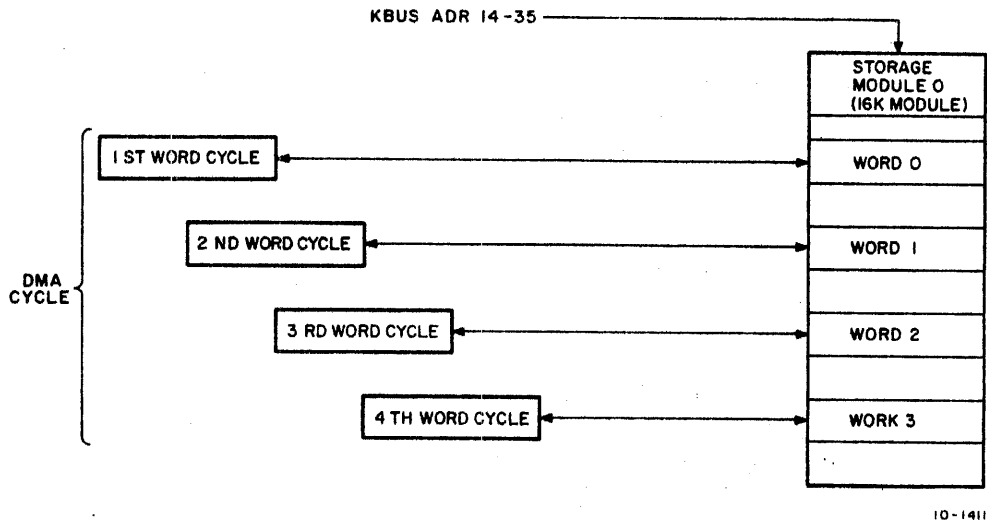 KBUS ADR 14-35
STORAGE
MODULE 0
(16K MODULE)
1 ST WORD CYCLE
WORD 0
2 ND WORD CYCLE
WORD 1
DMA
CYCLE
3 RD WORD CYCLE
WORD 2
4 TH WORD CYCLE
WORK 3
10-1411